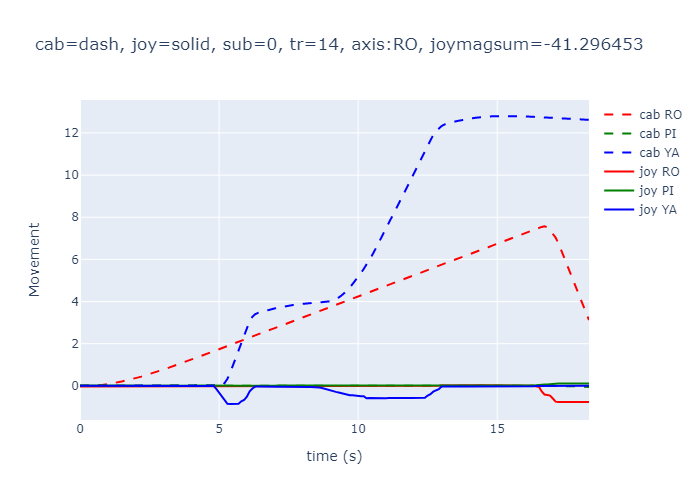 cab=dash, joy=solid, sub=0, tr=14, axis:RO, joymagsum=-41.296453
cab RO
cab PI
cab YA
joy RO
joy PI
joy YA
Movement
12
10
8
6
4
2
0
0
5
10
15
time (s)